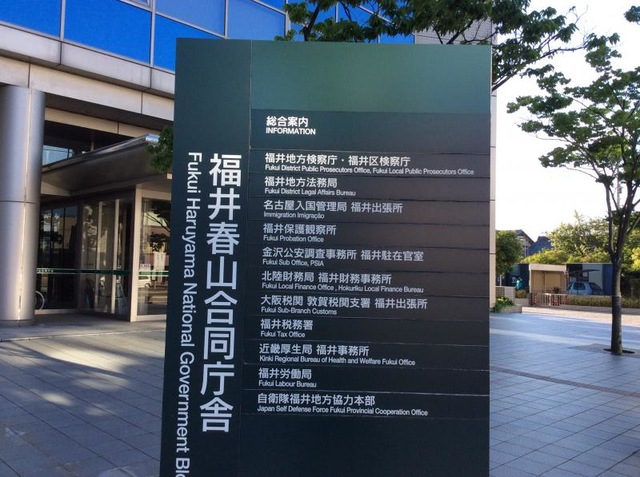 福井春山合同庁舎
Fukui Haruyama National Government Blo
総合案内
INFORMATION
福井地方検察庁・福井区検察庁
Fukui District Public Prosecutors Office, Fukui Local Public Prosecutors Office
福井地方法務局
Fukui District Legal Affairs Bureau
名古屋入国管理局 福井出張所
Immigration Imigração
福井保護観察所
Fukui Probation Office
金沢公安調査事務所 福井駐在官室
Fukui Sub Office, PSIA
北陸財務局 福井財務事務所
Fukui Local Finance Office , Hokuriku Local Finance Bureau
大阪税関 敦賀税関支署 福井出張所
Fukui Sub-Branch Customs
福井税務署
Fukui Tax Office
近畿厚生局 福井事務所
Kinki Regional Bureau of Health and Welfare Fukui Office
福井労働局
Fukui Labour Bureau
自衛隊福井地方協力本部
Japan Self Defense Force Fukui Provincial Cooperation Office